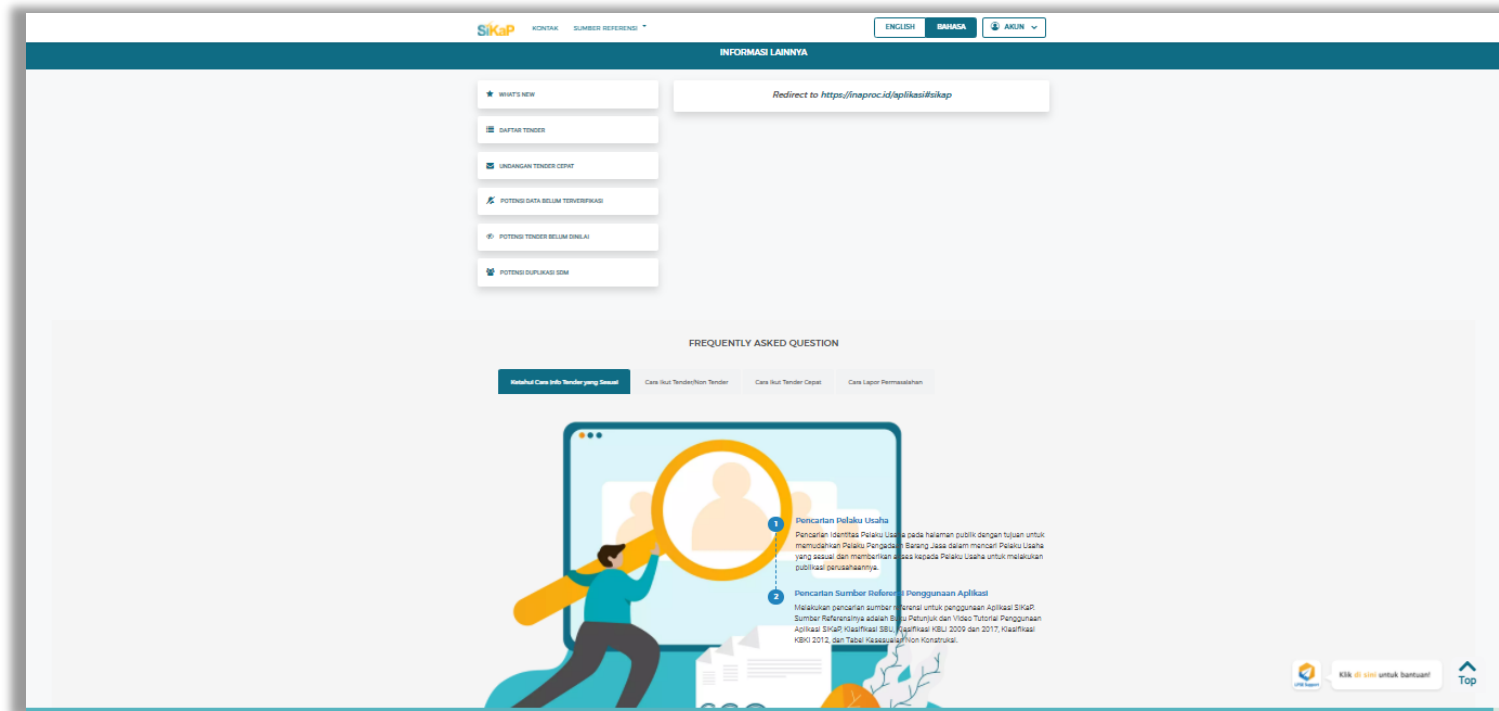 SiKaP
KONTAK
SUMBER REFERENSI
ENGLISH
BAHASA
AKUN
INFORMASI LAINNYA
WHAT'S NEW
DAFTAR TENDER
UNDANGAN TENDER CEPAT
POTENSI DATA BELUM TERVERIFIKASI
POTENSI TENDER BELUM DINILAI
POTENSI DUPLIKASI SDM
Redirect to https://inaproc.id/aplikasi#sikap
FREQUENTLY ASKED QUESTION
Ketahui Cara Info Tender yang Sesuai
Cara Ikut Tender/Non Tender
Cara Ikut Tender Cepat
Cara Lapor Permasalahan
1
Pencarian Pelaku Usaha
Pencarian Identitas Pelaku Usaha pada halaman publik dengan tujuan untuk
memudahkan Pelaku Pengadaan Barang Jasa dalam mencari Pelaku Usaha
yang sesuai dan memberikan akses kepada Pelaku Usaha untuk melakukan
publikasi perusahaannya.
2
Pencarian Sumber Referensi Penggunaan Aplikasi
Melakukan pencarian sumber referensi untuk penggunaan Aplikasi SIKaP.
Sumber Referensinya adalah Buku Petunjuk dan Video Tutorial Penggunaan
Aplikasi SIKaP, Klasifikasi SBU, Klasifikasi KBLI 2009 dan 2017, Klasifikasi
KBKI 2012, dan Tabel Kesesuaian Non Konstruksi.
Klik di sini untuk bantuan!
Top